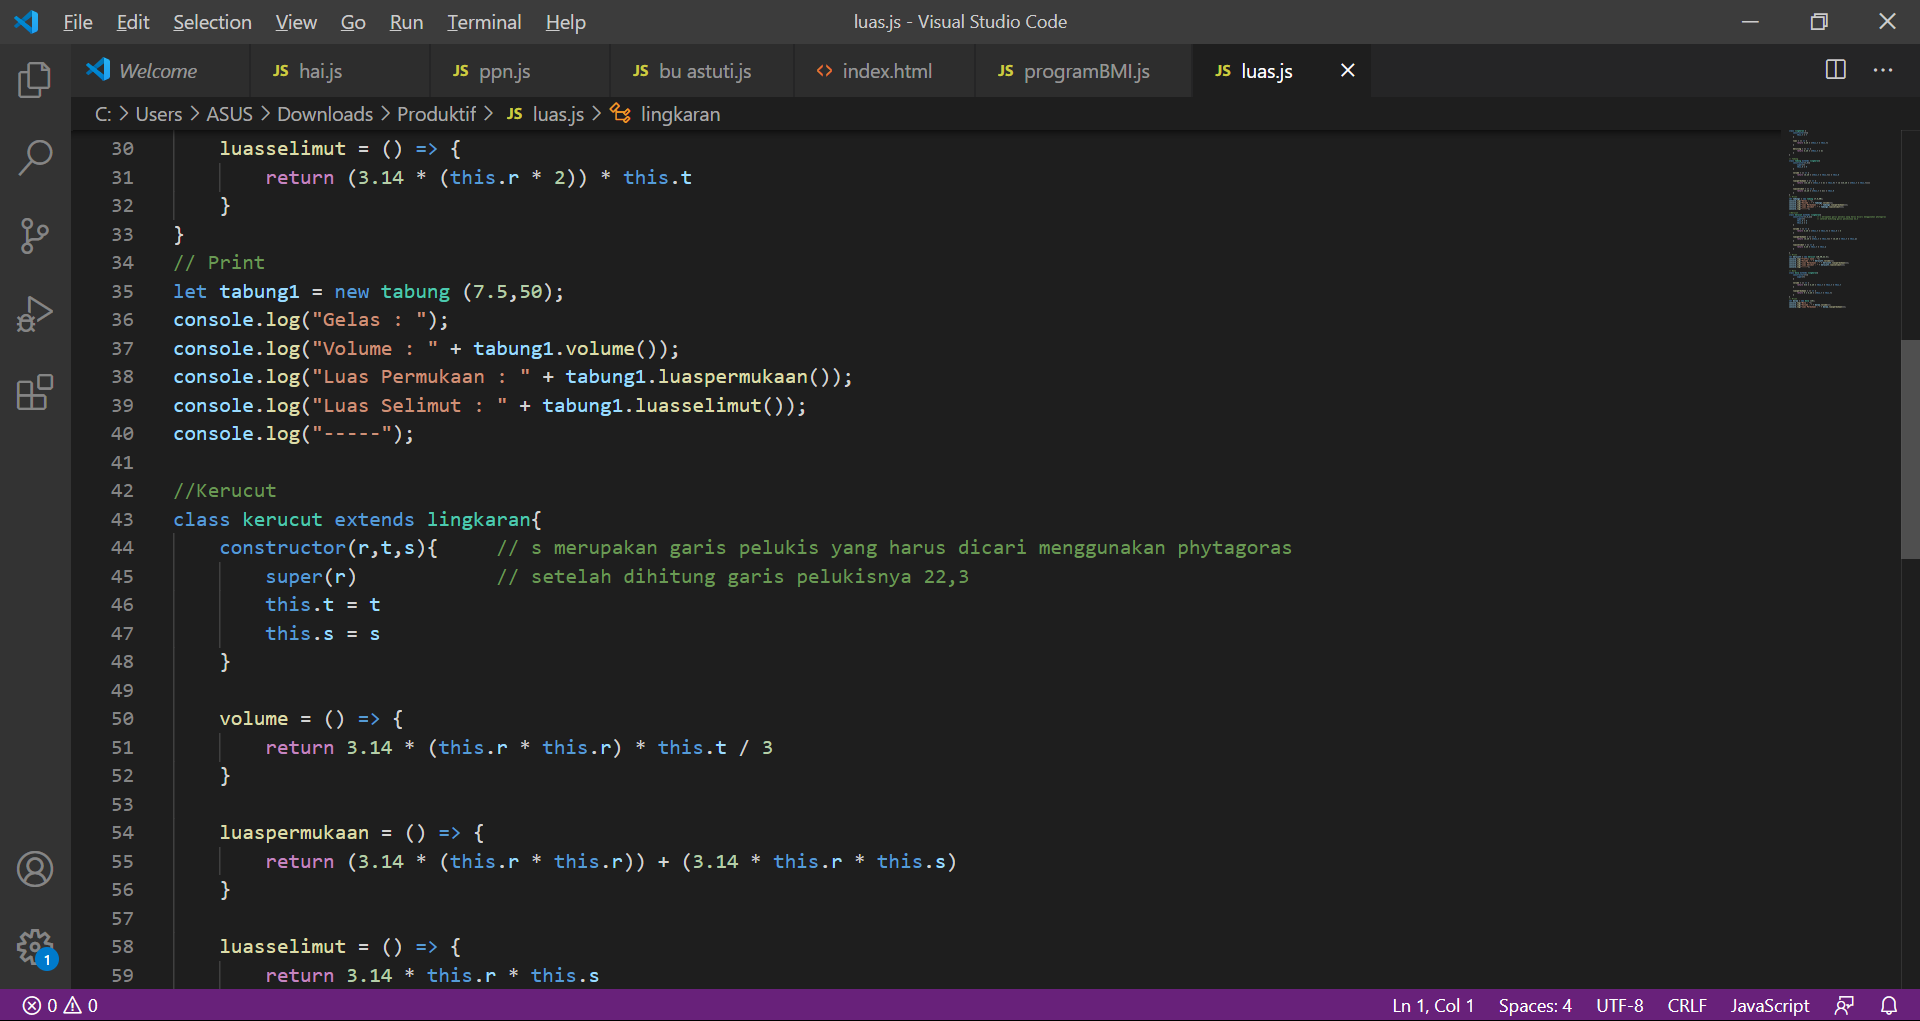 File Edit Selection View Go Run Terminal Help luas.js - Visual Studio Code
Welcome JS hai.js JS ppn.js JS bu astuti.js <> index.html JS programBMI.js JS luas.js
C: > Users > ASUS > Downloads > Produktif > JS luas.js > lingkaran
30 luasselimut = () => {
31 return (3.14 * (this.r * 2)) * this.t
32 }
33 }
34 // Print
35 let tabung1 = new tabung (7.5,50);
36 console.log("Gelas : ");
37 console.log("Volume : " + tabung1.volume());
38 console.log("Luas Permukaan : " + tabung1.luaspermukaan());
39 console.log("Luas Selimut : " + tabung1.luasselimut());
40 console.log("-----");
41
42 //Kerucut
43 class kerucut extends lingkaran{
44 constructor(r,t,s){ // s merupakan garis pelukis yang harus dicari menggunakan phytagoras
45 super(r) // setelah dihitung garis pelukisnya 22,3
46 this.t = t
47 this.s = s
48 }
49
50 volume = () => {
51 return 3.14 * (this.r * this.r) * this.t / 3
52 }
53
54 luaspermukaan = () => {
55 return (3.14 * (this.r * this.r)) + (3.14 * this.r * this.s)
56 }
57
58 luasselimut = () => {
59 return 3.14 * this.r * this.s
1
0 0 Ln 1, Col 1 Spaces: 4 UTF-8 CRLF JavaScript